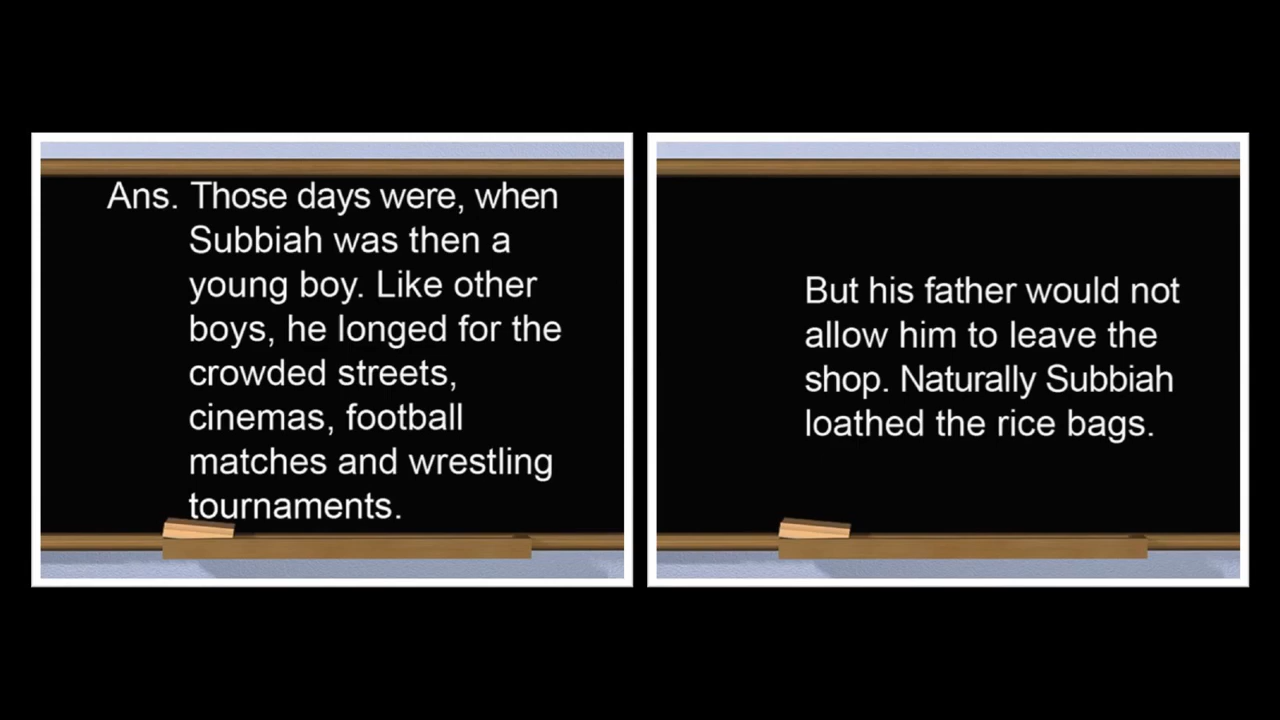 Ans. Those days were, when
Subbiah was then a
young boy. Like other
boys, he longed for the
crowded streets,
cinemas, football
matches and wrestling
tournaments.
But his father would not
allow him to leave the
shop. Naturally Subbiah
loathed the rice bags.